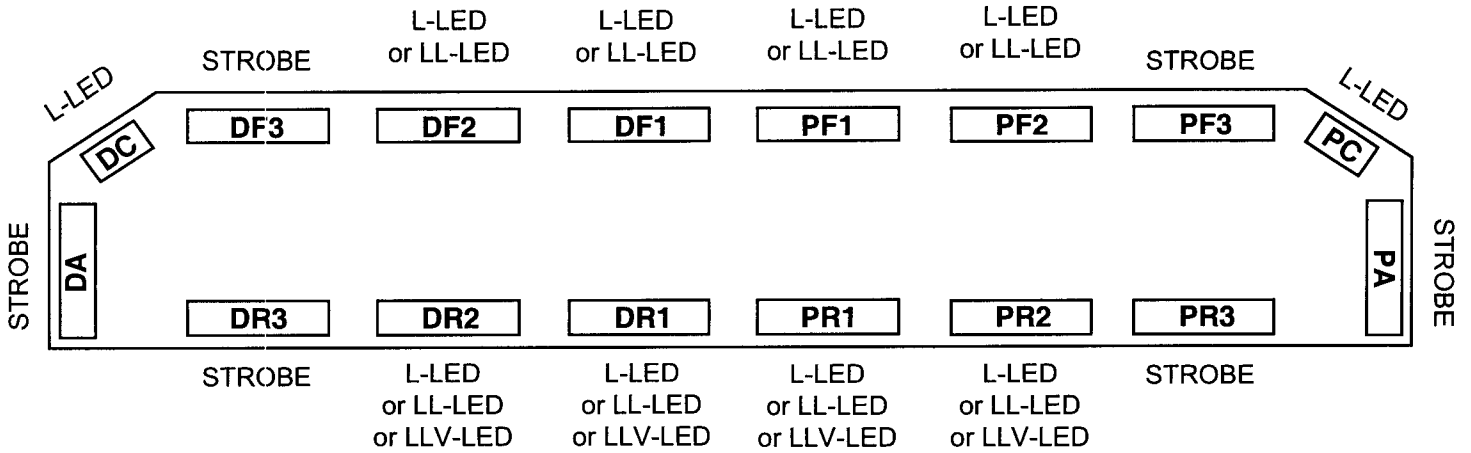 L-LED
or LL-LED
L-LED
or LL-LED
L-LED
or LL-LED
L-LED
or LL-LED
STROBE
STROBE
L-LED
L-LED
DC
DF3
DF2
DF1
PF1
PF2
PF3
PC
STROBE
DA
PA
STROBE
DR3
DR2
DR1
PR1
PR2
PR3
STROBE
L-LED
or LL-LED
or LLV-LED
L-LED
or LL-LED
or LLV-LED
L-LED
or LL-LED
or LLV-LED
L-LED
or LL-LED
or LLV-LED
STROBE